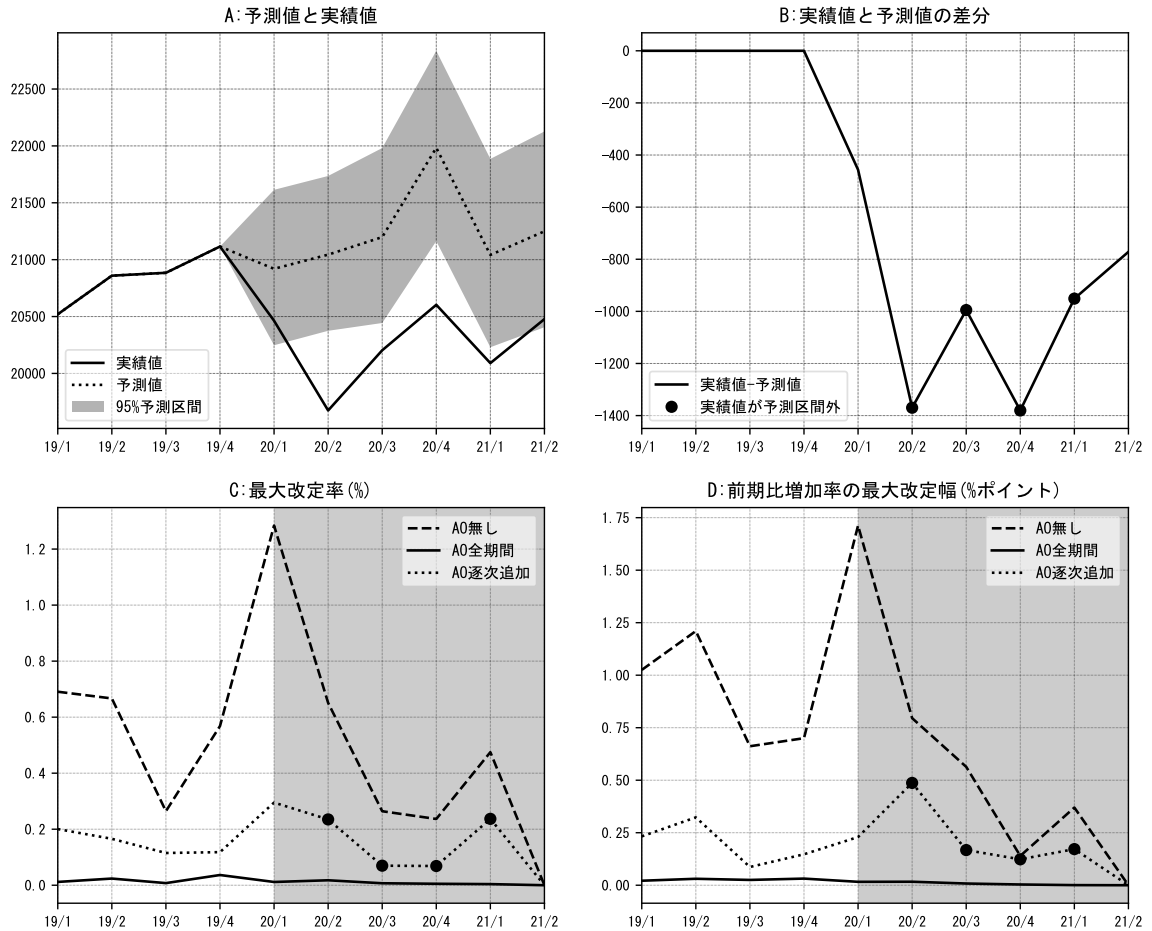 A:予測値と実績値
22500
22000
21500
21000
20500
20000
実績値
予測値
95%予測区間
19/1 19/2 19/3 19/4 20/1 20/2 20/3 20/4 21/1 21/2
B:実績値と予測値の差分
0
−200
−400
−600
−800
−1000
−1200
−1400
実績値−予測値
実績値が予測区間外
19/1 19/2 19/3 19/4 20/1 20/2 20/3 20/4 21/1 21/2
C:最大改定率(%)
AO無し
AO全期間
AO逐次追加
1.2
1.0
0.8
0.6
0.4
0.2
0.0
19/1 19/2 19/3 19/4 20/1 20/2 20/3 20/4 21/1 21/2
D:前期比増加率の最大改定幅(%ポイント)
AO無し
AO全期間
AO逐次追加
1.75
1.50
1.25
1.00
0.75
0.50
0.25
0.00
19/1 19/2 19/3 19/4 20/1 20/2 20/3 20/4 21/1 21/2